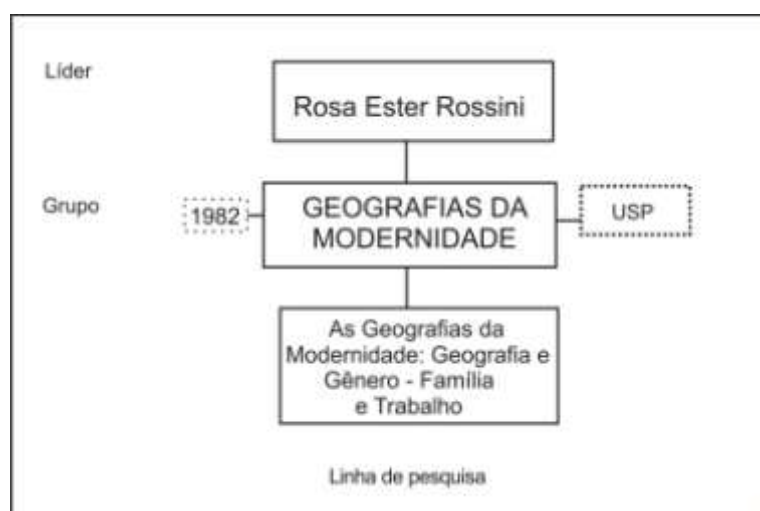 Líder
Rosa Ester Rossini
Grupo
1982
GEOGRAFIAS DA
MODERNIDADE
USP
As Geografias da
Modernidade: Geografia e
Gênero - Família
e Trabalho
Linha de pesquisa